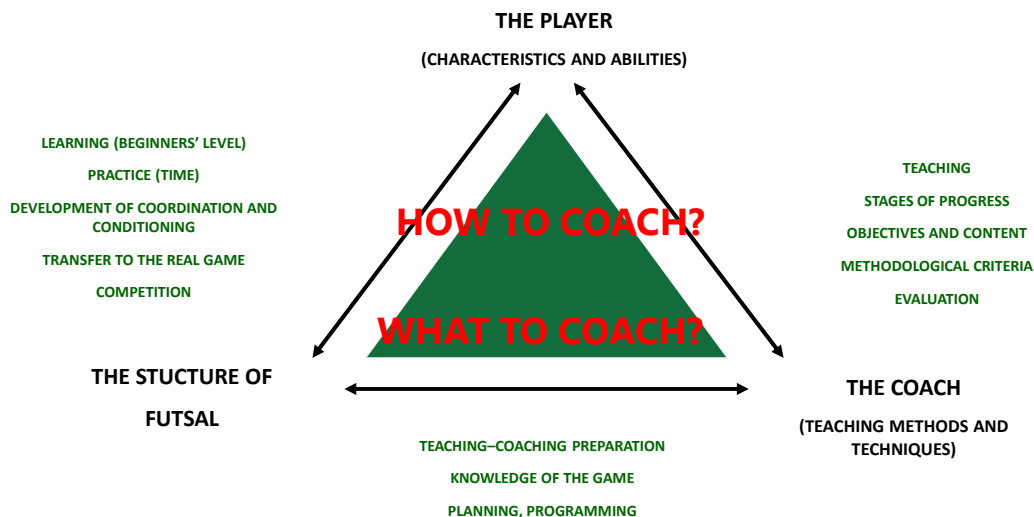 THE PLAYER
(CHARACTERISTICS AND ABILITIES)
LEARNING (BEGINNERS' LEVEL)
PRACTICE (TIME)
DEVELOPMENT OF COORDINATION AND
CONDITIONING
TRANSFER TO THE REAL GAME
COMPETITION
HOW TO COACH?
WHAT TO COACH?
TEACHING
STAGES OF PROGRESS
OBJECTIVES AND CONTENT
METHODOLOGICAL CRITERIA
EVALUATION
THE STUCTURE OF
FUTSAL
THE COACH
(TEACHING METHODS AND
TECHNIQUES)
TEACHING–COACHING PREPARATION
KNOWLEDGE OF THE GAME
PLANNING, PROGRAMMING